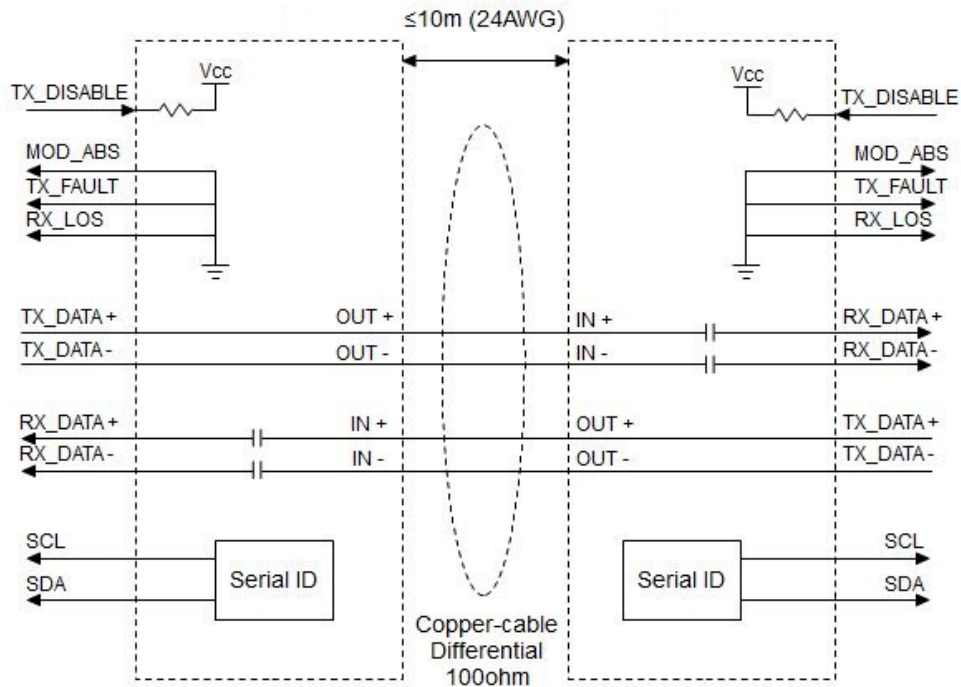 ≤10m (24AWG)
Vcc
Vcc
TX_DISABLE
TX_DISABLE
MOD_ABS
MOD_ABS
TX_FAULT
TX_FAULT
RX_LOS
RX_LOS
TX_DATA+
OUT +
IN +
RX_DATA+
TX_DATA-
OUT -
IN -
RX_DATA-
RX_DATA+
IN +
OUT +
TX_DATA+
RX_DATA-
IN -
OUT -
TX_DATA-
SCL
SCL
Serial ID
Serial ID
SDA
SDA
Copper-cable
Differential
100ohm